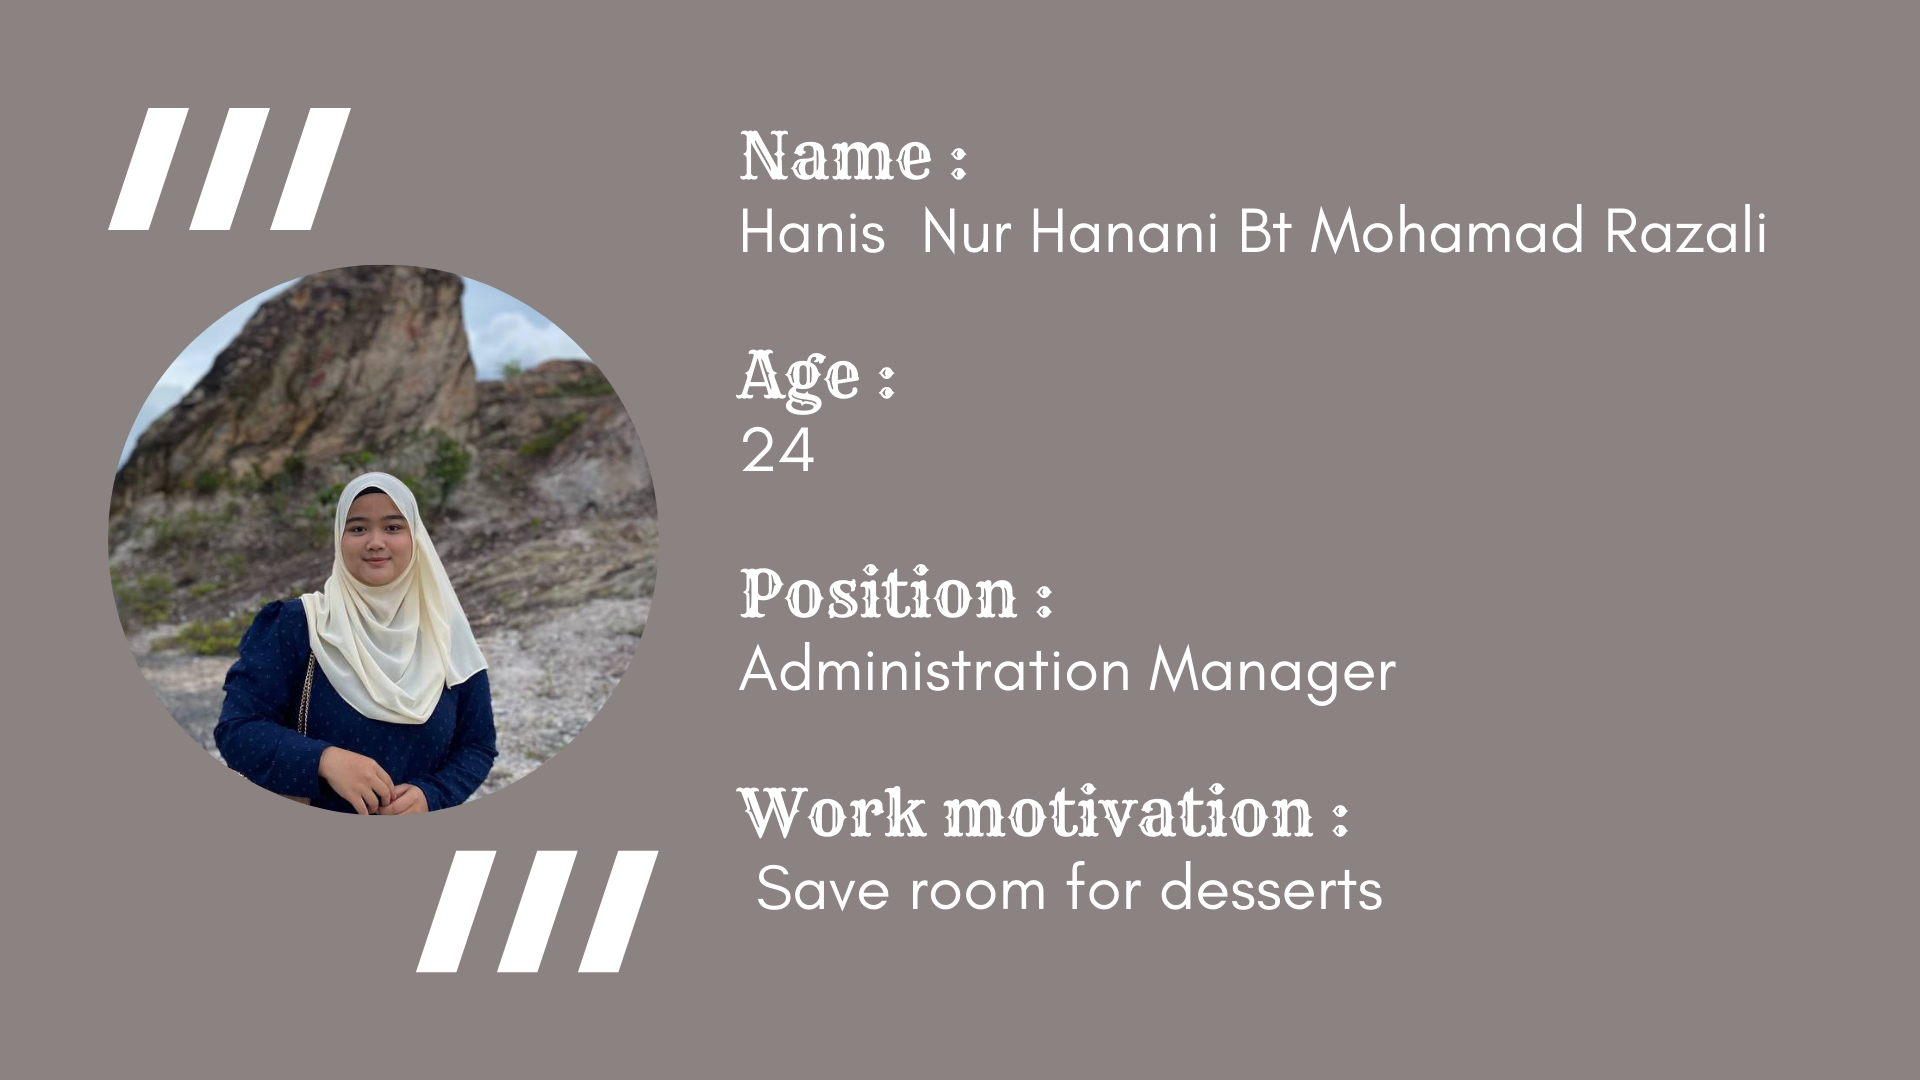 Name :
Hanis  Nur Hanani Bt Mohamad Razali
Age :
24
Position :
Administration Manager
Work motivation :
Save room for desserts